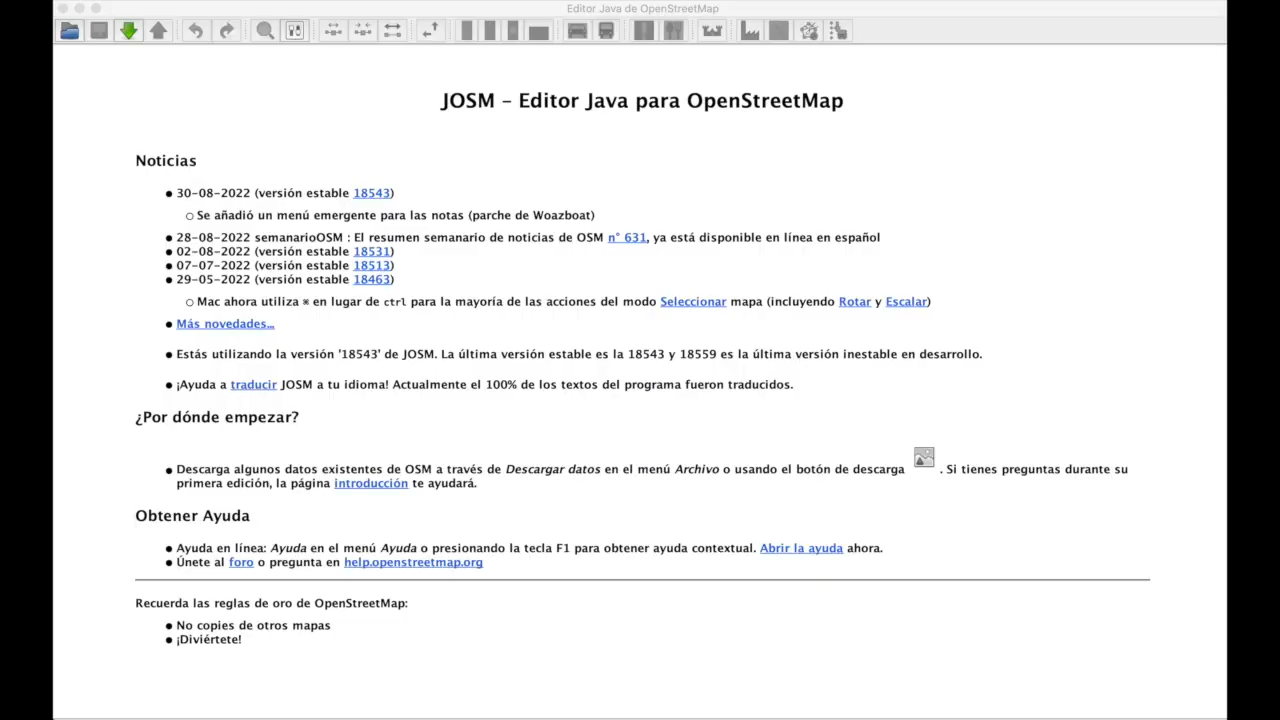 Editor Java de OpenStreetMap
JOSM – Editor Java para OpenStreetMap
Noticias
● 30-08-2022 (versión estable 18543)
○ Se añadió un menú emergente para las notas (parche de Woazboat)
● 28-08-2022 semanarioOSM : El resumen semanario de noticias de OSM n° 631, ya está disponible en línea en español
● 02-08-2022 (versión estable 18531)
● 07-07-2022 (versión estable 18513)
● 29-05-2022 (versión estable 18463)
○ Mac ahora utiliza ⌘ en lugar de ctrl para la mayoría de las acciones del modo Seleccionar mapa (incluyendo Rotar y Escalar)
● Más novedades...
● Estás utilizando la versión '18543' de JOSM. La última versión estable es la 18543 y 18559 es la última versión inestable en desarrollo.
● ¡Ayuda a traducir JOSM a tu idioma! Actualmente el 100% de los textos del programa fueron traducidos.
¿Por dónde empezar?
● Descarga algunos datos existentes de OSM a través de Descargar datos en el menú Archivo o usando el botón de descarga . Si tienes preguntas durante su
primera edición, la página introducción te ayudará.
Obtener Ayuda
● Ayuda en línea: Ayuda en el menú Ayuda o presionando la tecla F1 para obtener ayuda contextual. Abrir la ayuda ahora.
● Únete al foro o pregunta en help.openstreetmap.org
Recuerda las reglas de oro de OpenStreetMap:
● No copies de otros mapas
● ¡Diviértete!